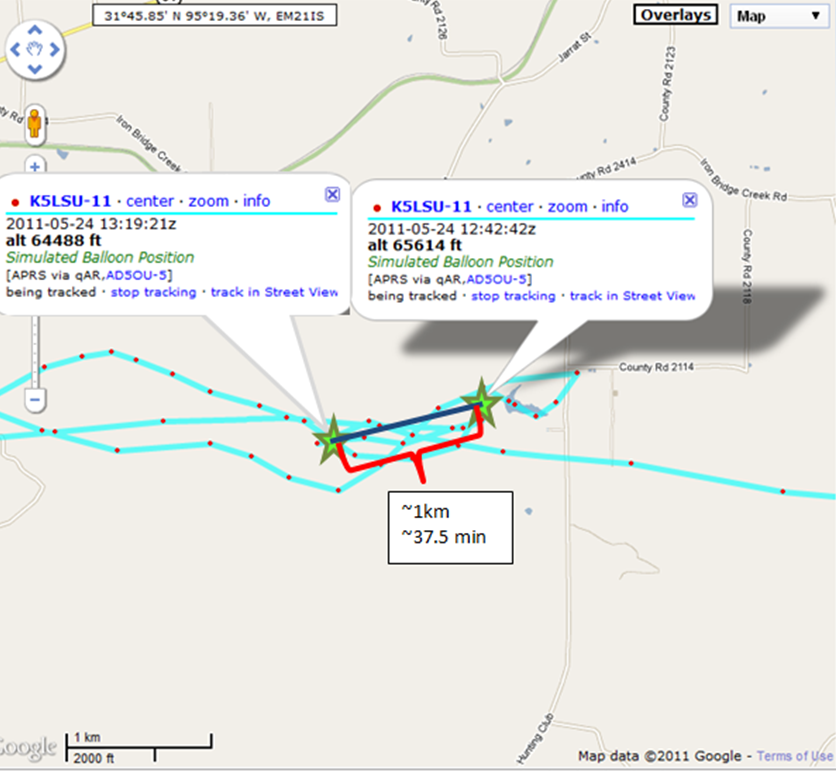 31°45.85' N 95°19.36' W, EM21IS
Overlays
Map
Rd 2126
Jarrat St
County Rd 2123
Iron Bridge Creek
Rd 2414
Iron Bridge Creek Rd
County Rd 2118
K5LSU-11 · center · zoom · info
2011-05-24 13:19:21z
alt 64488 ft
Simulated Balloon Position
[APRS via qAR,AD5OU-5]
being tracked · stop tracking · track in Street View
K5LSU-11 · center · zoom · info
2011-05-24 12:42:42z
alt 65614 ft
Simulated Balloon Position
[APRS via qAR,AD5OU-5]
being tracked · stop tracking · track in Street View
County Rd 2114
~1km
~37.5 min
Hunting Club
Google
1 km
2000 ft
Map data ©2011 Google - Terms of Use